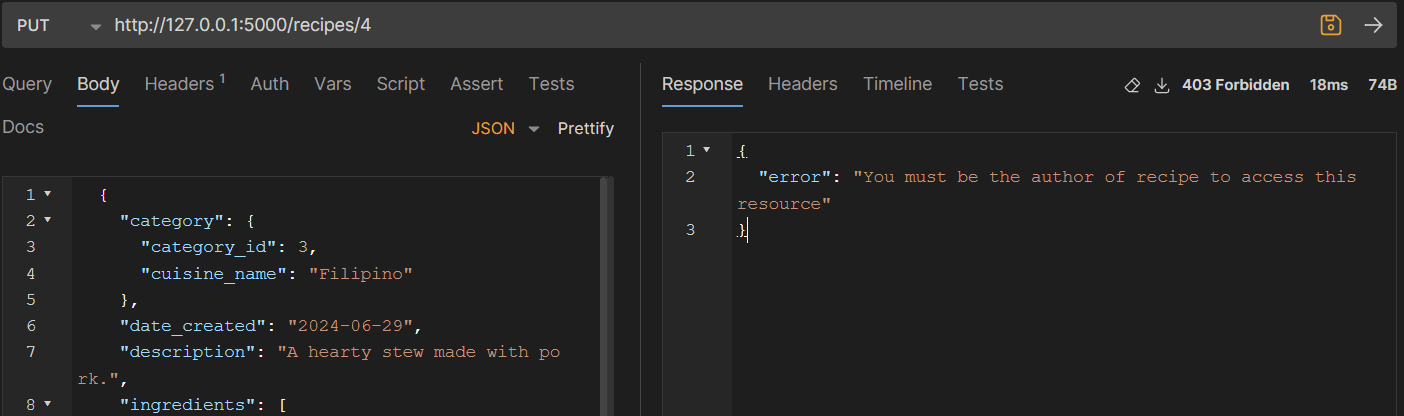 PUT http://127.0.0.1:5000/recipes/4
Query Body Headers 1 Auth Vars Script Assert Tests
Docs JSON Prettify
1 {
2 "category": {
3 "category_id": 3,
4 "cuisine_name": "Filipino"
5 },
6 "date_created": "2024-06-29",
7 "description": "A hearty stew made with po
rk.",
8 "ingredients": [
Response Headers Timeline Tests 403 Forbidden 18ms 74B
1 {
2 "error": "You must be the author of recipe to access this
resource"
3 }